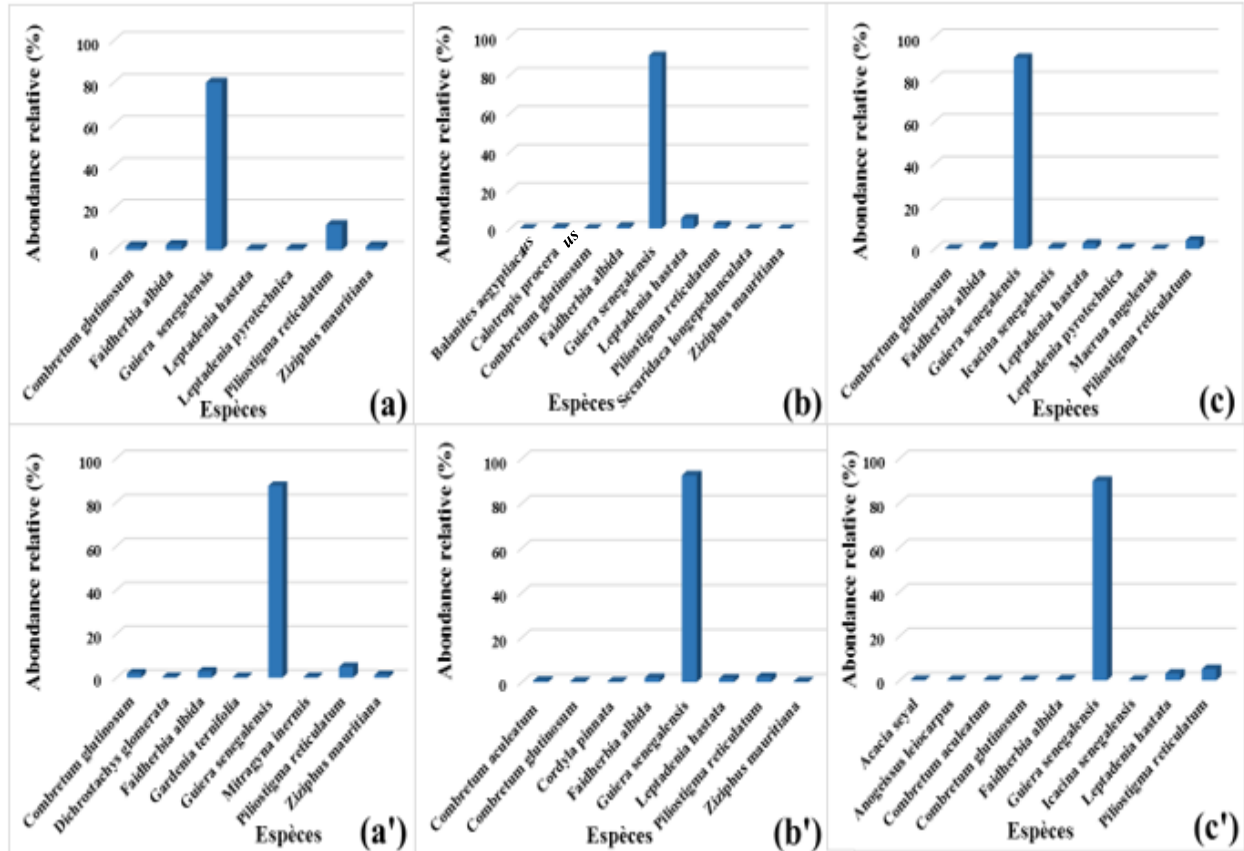 Abondance relative (%)
100
80
60
40
20
0
Combretum glutinosum
Faidherbia albida
Guiera senegalensis
Leptadenia hastata
Leptadenia pyrotechnica
Piliostigma reticulatum
Ziziphus mauritiana
Espèces
(a)
Abondance relative (%)
100
80
60
40
20
0
Balanites aegyptiacaus
Calotropis procera us
Combretum glutinosum
Faidherbia albida
Guiera senegalensis
Leptadenia hastata
Piliostigma reticulatum
Securidaca longepedunculata
Ziziphus mauritiana
Espèces
(b)
Abondance relative (%)
100
80
60
40
20
0
Combretum glutinosum
Faidherbia albida
Guiera senegalensis
Icacina senegalensis
Leptadenia hastata
Leptadenia pyrotechnica
Maerua angolensis
Piliostigma reticulatum
Espèces
(c)
Abondance relative (%)
100
80
60
40
20
0
Combretum glutinosum
Dichrostachys glomerata
Faidherbia albida
Gardenia ternifolia
Guiera senegalensis
Mitragyna inermis
Piliostigma reticulatum
Ziziphus mauritiana
Espèces
(a')
Abondance relative (%)
100
80
60
40
20
0
Combretum aculeatum
Combretum glutinosum
Cordyla pinnata
Faidherbia albida
Guiera senegalensis
Leptadenia hastata
Piliostigma reticulatum
Ziziphus mauritiana
Espèces
(b')
Abondance relative (%)
100
80
60
40
20
0
Acacia seyal
Anogeissus leiocarpus
Combretum aculeatum
Combretum glutinosum
Faidherbia albida
Guiera senegalensis
Icacina senegalensis
Leptadenia hastata
Piliostigma reticulatum
Espèces
(c')